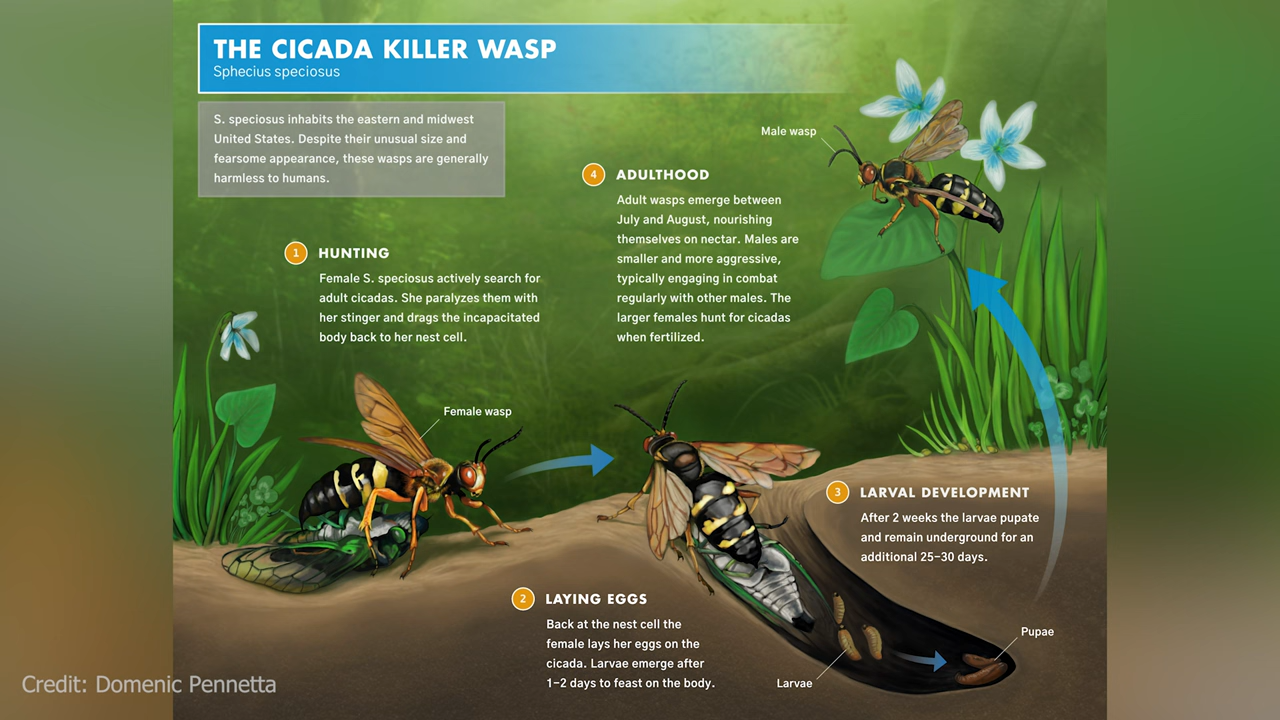 THE CICADA KILLER WASP
Sphecius speciosus
S. speciosus inhabits the eastern and midwest
United States. Despite their unusual size and
fearsome appearance, these wasps are generally
harmless to humans.
1 HUNTING
Female S. speciosus actively search for
adult cicadas. She paralyzes them with
her stinger and drags the incapacitated
body back to her nest cell.
Female wasp
2 LAYING EGGS
Back at the nest cell the
female lays her eggs on the
cicada. Larvae emerge after
1–2 days to feast on the body.
Larvae
Pupae
3 LARVAL DEVELOPMENT
After 2 weeks the larvae pupate
and remain underground for an
additional 25–30 days.
4 ADULTHOOD
Adult wasps emerge between
July and August, nourishing
themselves on nectar. Males are
smaller and more aggressive,
typically engaging in combat
regularly with other males. The
larger females hunt for cicadas
when fertilized.
Male wasp
Credit: Domenic Pennetta